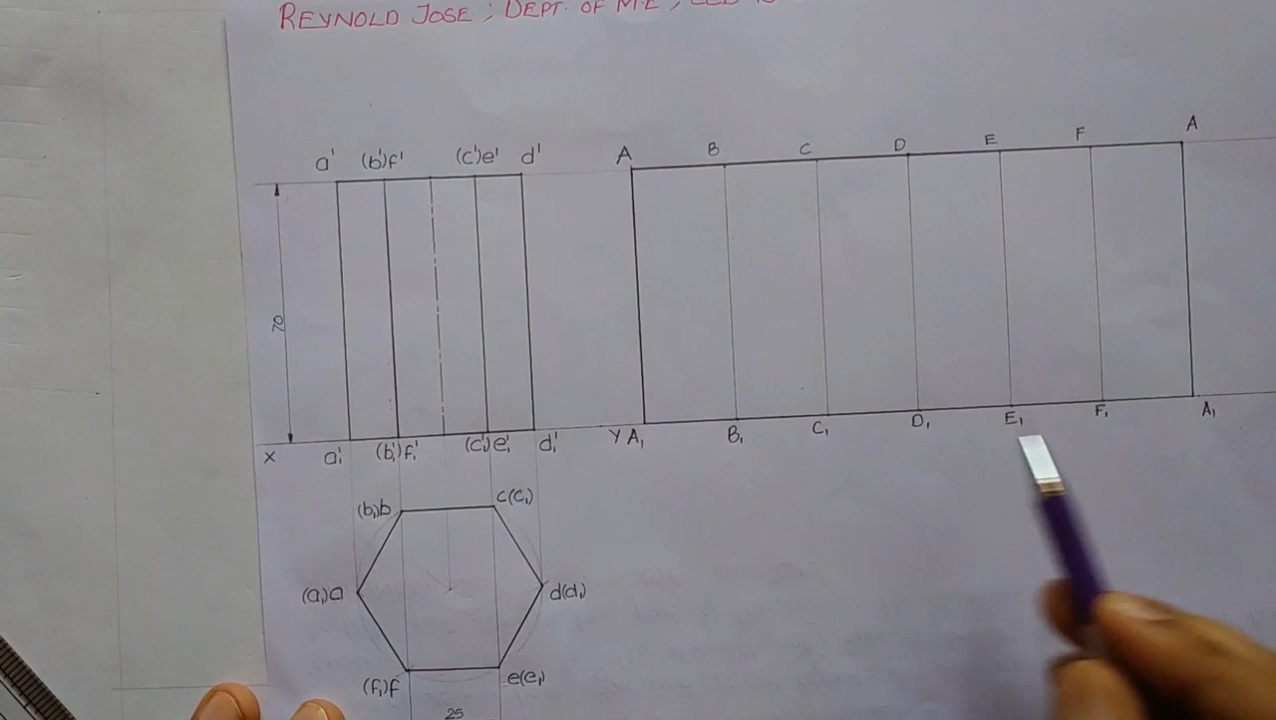 REYNOLD JOSE; DEPT. OF ME,
a' (b')f' (c')e' d' A B C D E F A
70
X a₁' (b₁')f₁' (c₁')e₁' d₁' Y A₁ B₁ C₁ D₁ E₁ F₁ A₁
(b₁)b c(c₁)
(a₁)a d(d₁)
(f₁)f e(e₁)
25